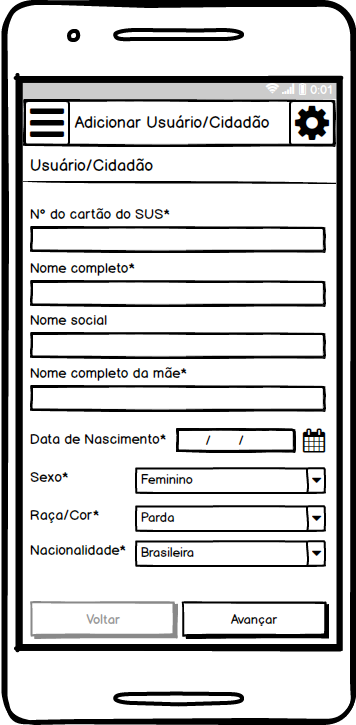 0:01
Adicionar Usuário/Cidadão
Usuário/Cidadão
Nº do cartão do SUS*
Nome completo*
Nome social
Nome completo da mãe*
Data de Nascimento* / /
Sexo* Feminino
Raça/Cor* Parda
Nacionalidade* Brasileira
Voltar Avançar